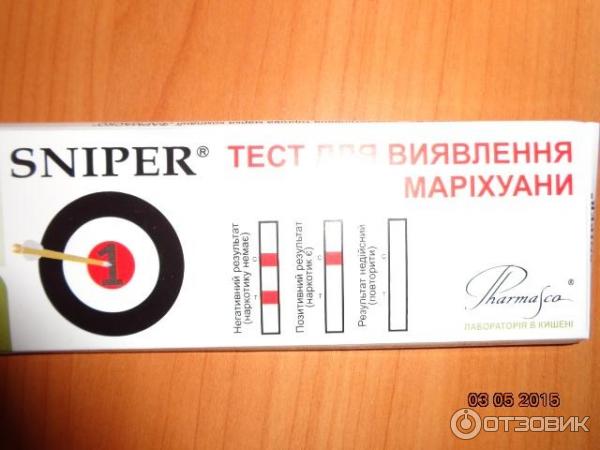 SNIPER®
ТЕСТ ДЛЯ ВИЯВЛЕННЯ
МАРІХУАНИ
1
Негативний результат
(наркотику немає)
C
T
Позитивний результат
(наркотик є)
C
T
Результат недійсний
(повторити)
C
T
Pharmasco®
ЛАБОРАТОРІЯ В КИШЕНІ
SNIPER®
03 05 2015
ОТЗОВИК